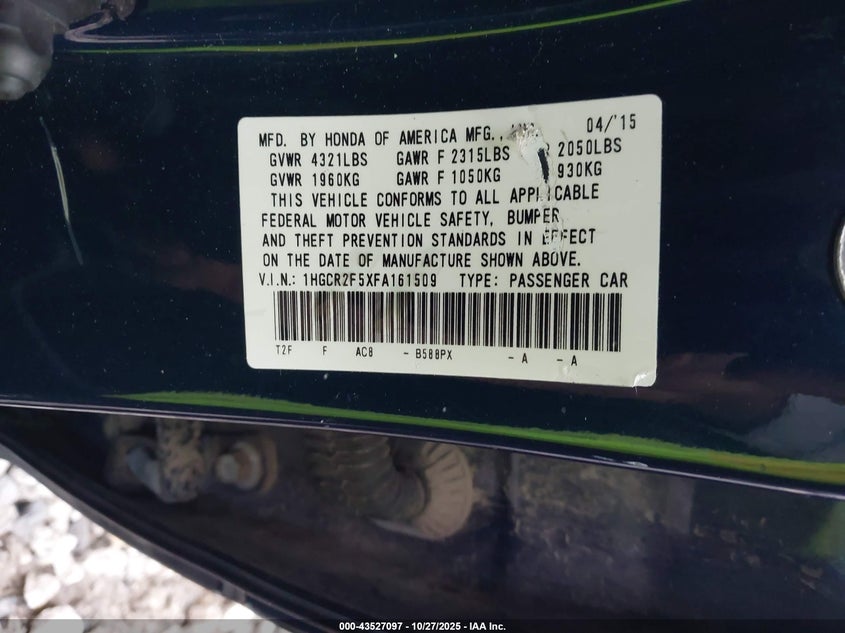 MFD. BY HONDA OF AMERICA MFG., 04/'15
GVWR 4321LBS GAWR F 2315LBS 2050LBS
GVWR 1960KG GAWR F 1050KG 930KG
THIS VEHICLE CONFORMS TO ALL APPLICABLE
FEDERAL MOTOR VEHICLE SAFETY, BUMPER
AND THEFT PREVENTION STANDARDS IN EFFECT
ON THE DATE OF MANUFACTURE SHOWN ABOVE.
V.I.N.: 1HGCR2F5XFA161509 TYPE: PASSENGER CAR
T2F F AC8 - B588PX - A - A
000-43527097 10/27/2025 - IAA Inc.